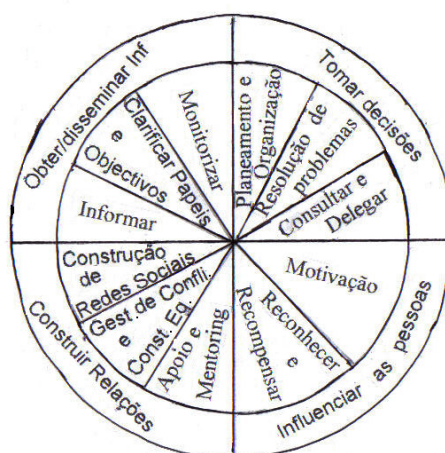 Obter/disseminar Inf
Tomar decisões
Construir Relações
Influenciar as pessoas
Monitorizar
Clarificar Papeis
e
Objectivos
Informar
Planeamento e
Organização
Resolução de
problemas
Consultar e
Delegar
Motivação
Reconhecer
e
Recompensar
Apoio e
Mentoring
Gest. de Confli.
e
Const. Eq.
Construção
de
Redes Sociais